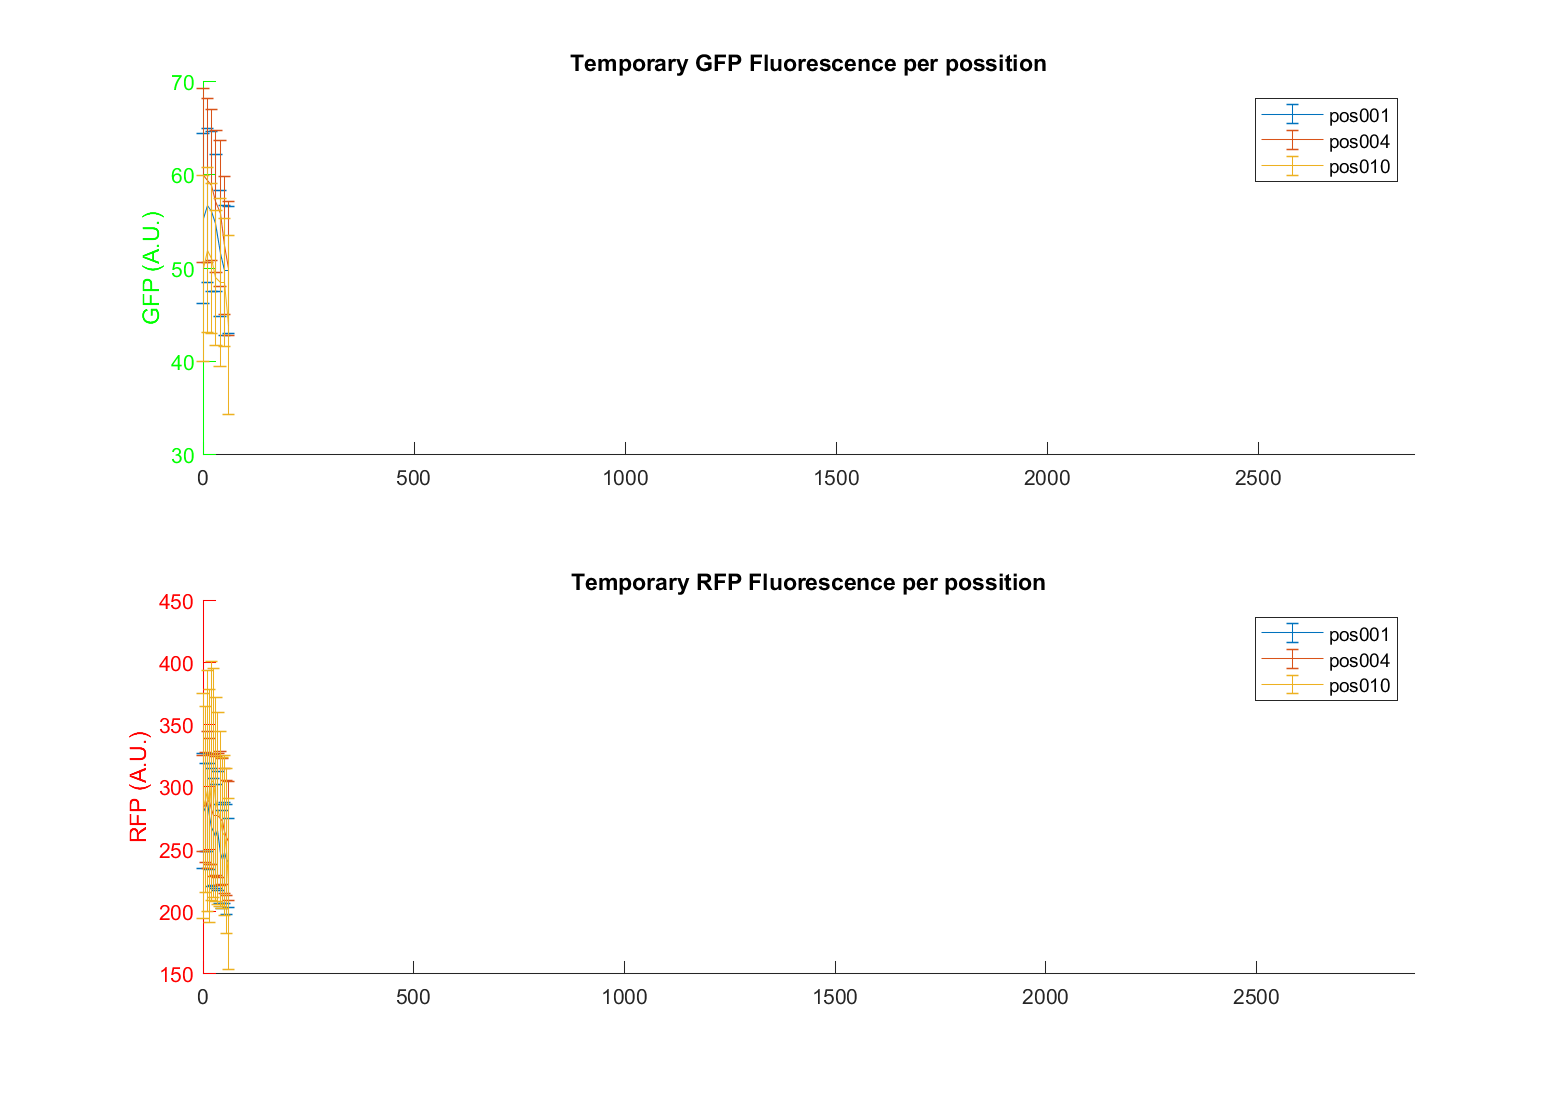 Temporary GFP Fluorescence per possition
70
60
50
40
30
GFP (A.U.)
pos001
pos004
pos010
0 500 1000 1500 2000 2500
Temporary RFP Fluorescence per possition
450
400
350
300
250
200
150
RFP (A.U.)
pos001
pos004
pos010
0 500 1000 1500 2000 2500